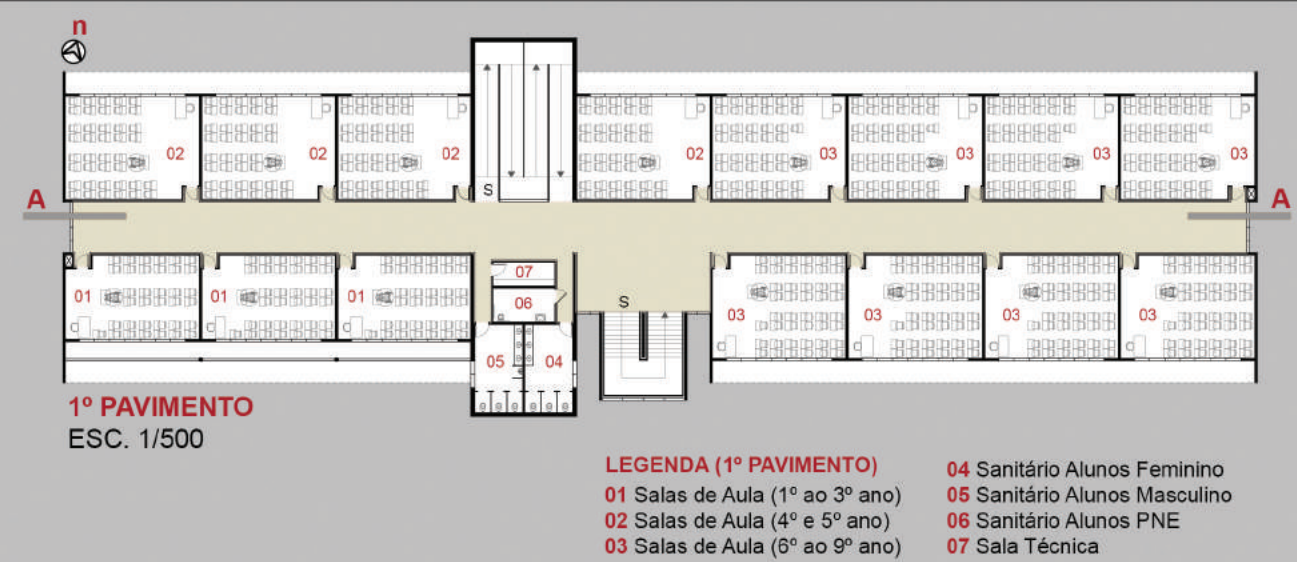 n
02 02 02 02 03 03 03 03
S
A A
01 01 01 07
06
S
03 03 03 03
05 04
1º PAVIMENTO
ESC. 1/500
LEGENDA (1º PAVIMENTO)
01 Salas de Aula (1º ao 3º ano)
02 Salas de Aula (4º e 5º ano)
03 Salas de Aula (6º ao 9º ano)
04 Sanitário Alunos Feminino
05 Sanitário Alunos Masculino
06 Sanitário Alunos PNE
07 Sala Técnica